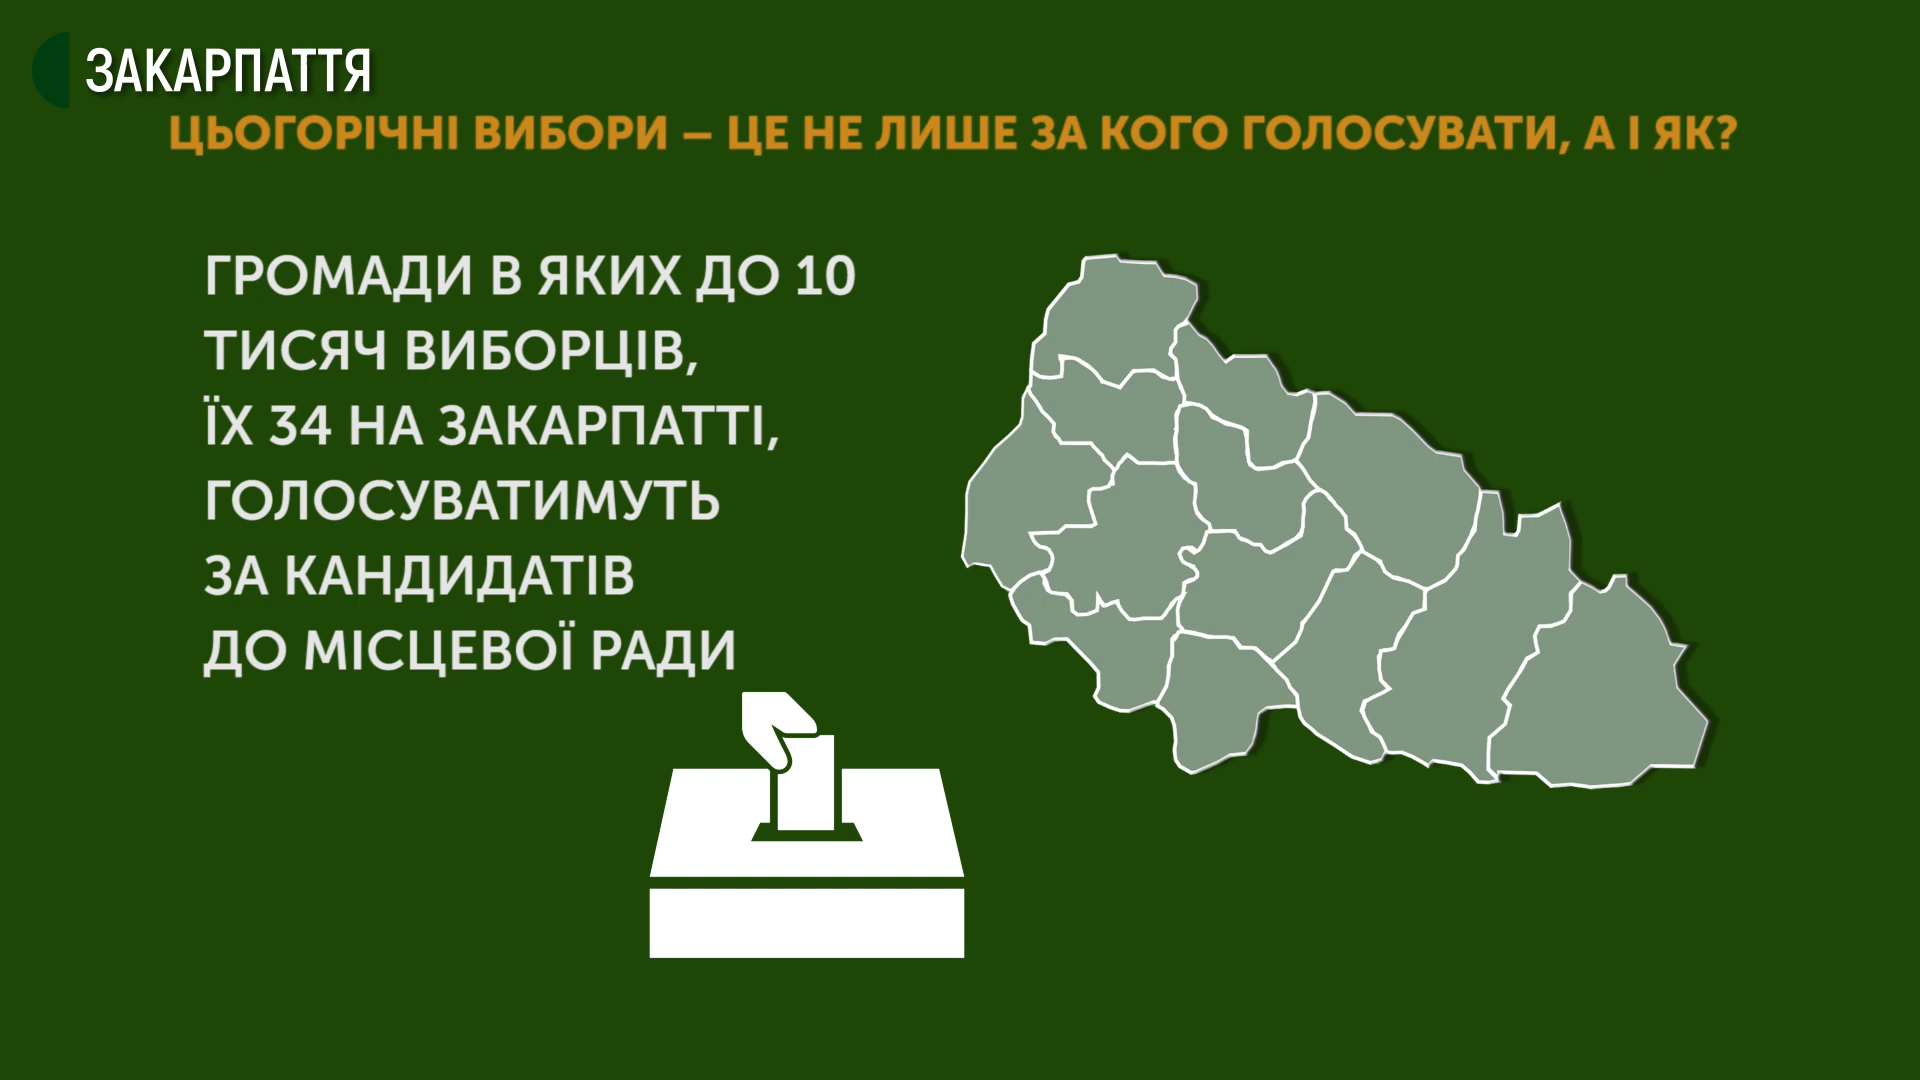 ЗАКАРПАТТЯ
ЦЬОГОРІЧНІ ВИБОРИ – ЦЕ НЕ ЛИШЕ ЗА КОГО ГОЛОСУВАТИ, А І ЯК?
ГРОМАДИ В ЯКИХ ДО 10
ТИСЯЧ ВИБОРЦІВ,
ЇХ 34 НА ЗАКАРПАТТІ,
ГОЛОСУВАТИМУТЬ
ЗА КАНДИДАТІВ
ДО МІСЦЕВОЇ РАДИ